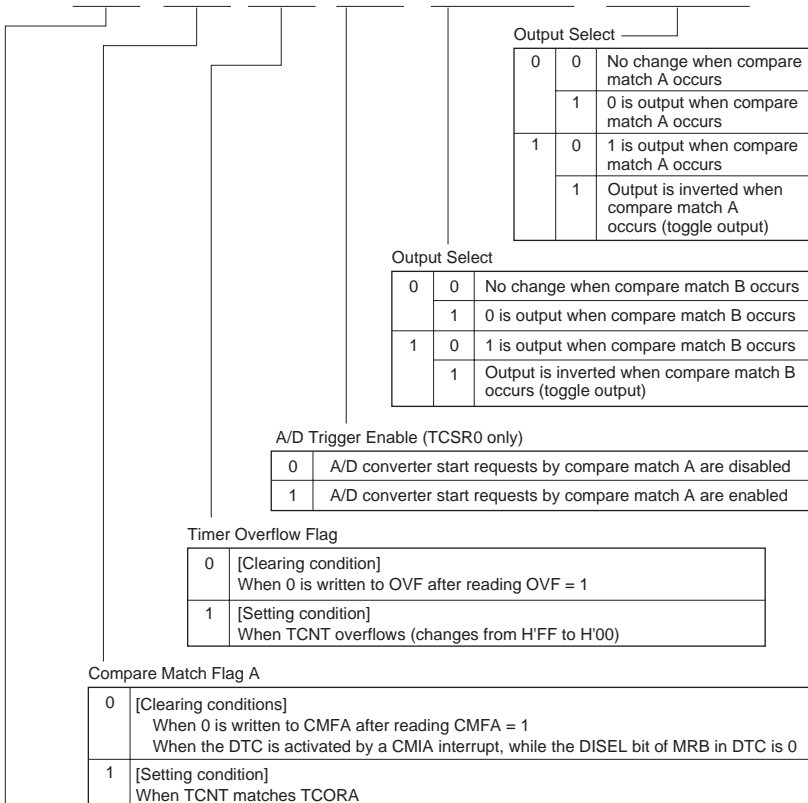 Output Select
0 0 No change when compare
match A occurs
1 0 is output when compare
match A occurs
1 0 1 is output when compare
match A occurs
1 Output is inverted when
compare match A
occurs (toggle output)
Output Select
0 0 No change when compare match B occurs
1 0 is output when compare match B occurs
1 0 1 is output when compare match B occurs
1 Output is inverted when compare match B
occurs (toggle output)
A/D Trigger Enable (TCSR0 only)
0 A/D converter start requests by compare match A are disabled
1 A/D converter start requests by compare match A are enabled
Timer Overflow Flag
0 [Clearing condition]
When 0 is written to OVF after reading OVF = 1
1 [Setting condition]
When TCNT overflows (changes from H'FF to H'00)
Compare Match Flag A
0 [Clearing conditions]
When 0 is written to CMFA after reading CMFA = 1
When the DTC is activated by a CMIA interrupt, while the DISEL bit of MRB in DTC is 0
1 [Setting condition]
When TCNT matches TCORA